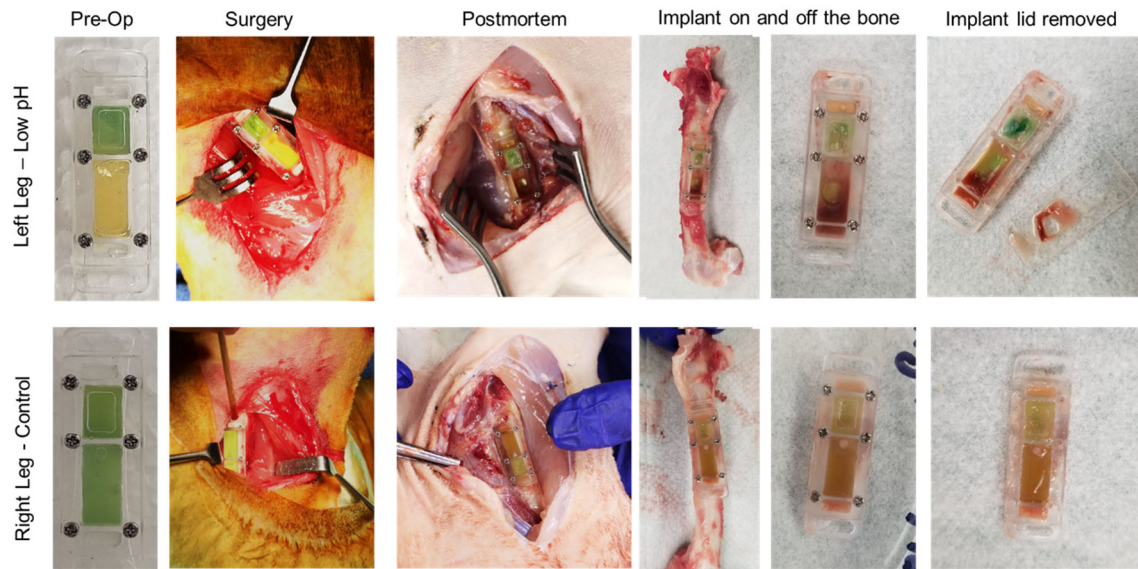 Pre-Op
Surgery
Postmortem
Implant on and off the bone
Implant lid removed
Left Leg – Low pH
Right Leg - Control